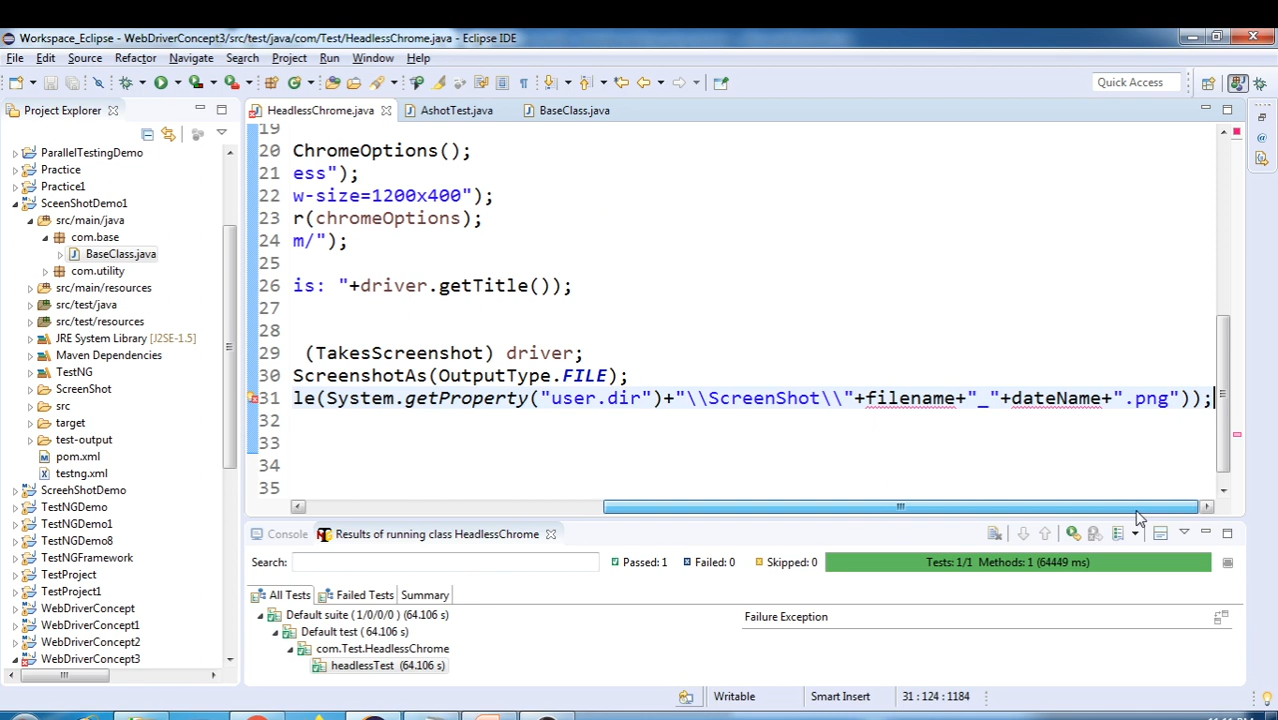 Workspace_Eclipse - WebDriverConcept3/src/test/java/com/Test/HeadlessChrome.java - Eclipse IDE
File Edit Source Refactor Navigate Search Project Run Window Help
Quick Access
Project Explorer
HeadlessChrome.java
AshotTest.java
BaseClass.java
ParallelTestingDemo
Practice
Practice1
SceenShotDemo1
src/main/java
com.base
BaseClass.java
com.utility
src/main/resources
src/test/java
src/test/resources
JRE System Library [J2SE-1.5]
Maven Dependencies
TestNG
ScreenShot
src
target
test-output
pom.xml
testng.xml
ScreehShotDemo
TestNGDemo
TestNGDemo1
TestNGDemo8
TestNGFramework
TestProject
TestProject1
WebDriverConcept
WebDriverConcept1
WebDriverConcept2
WebDriverConcept3
19
20 ChromeOptions();
21 ess");
22 w-size=1200x400");
23 r(chromeOptions);
24 m/");
25
26 is: "+driver.getTitle());
27
28
29 (TakesScreenshot) driver;
30 ScreenshotAs(OutputType.FILE);
31 le(System.getProperty("user.dir")+"\\ScreenShot\\"+filename+"_"+dateName+".png"));
32
33
34
35
Console
Results of running class HeadlessChrome
Search:
Passed: 1
Failed: 0
Skipped: 0
Tests: 1/1 Methods: 1 (64449 ms)
All Tests
Failed Tests
Summary
Default suite ( 1/0/0/0 ) (64.106 s)
Default test ( 64.106 s)
com.Test.HeadlessChrome
headlessTest (64.106 s)
Failure Exception
Writable
Smart Insert
31 : 124 : 1184